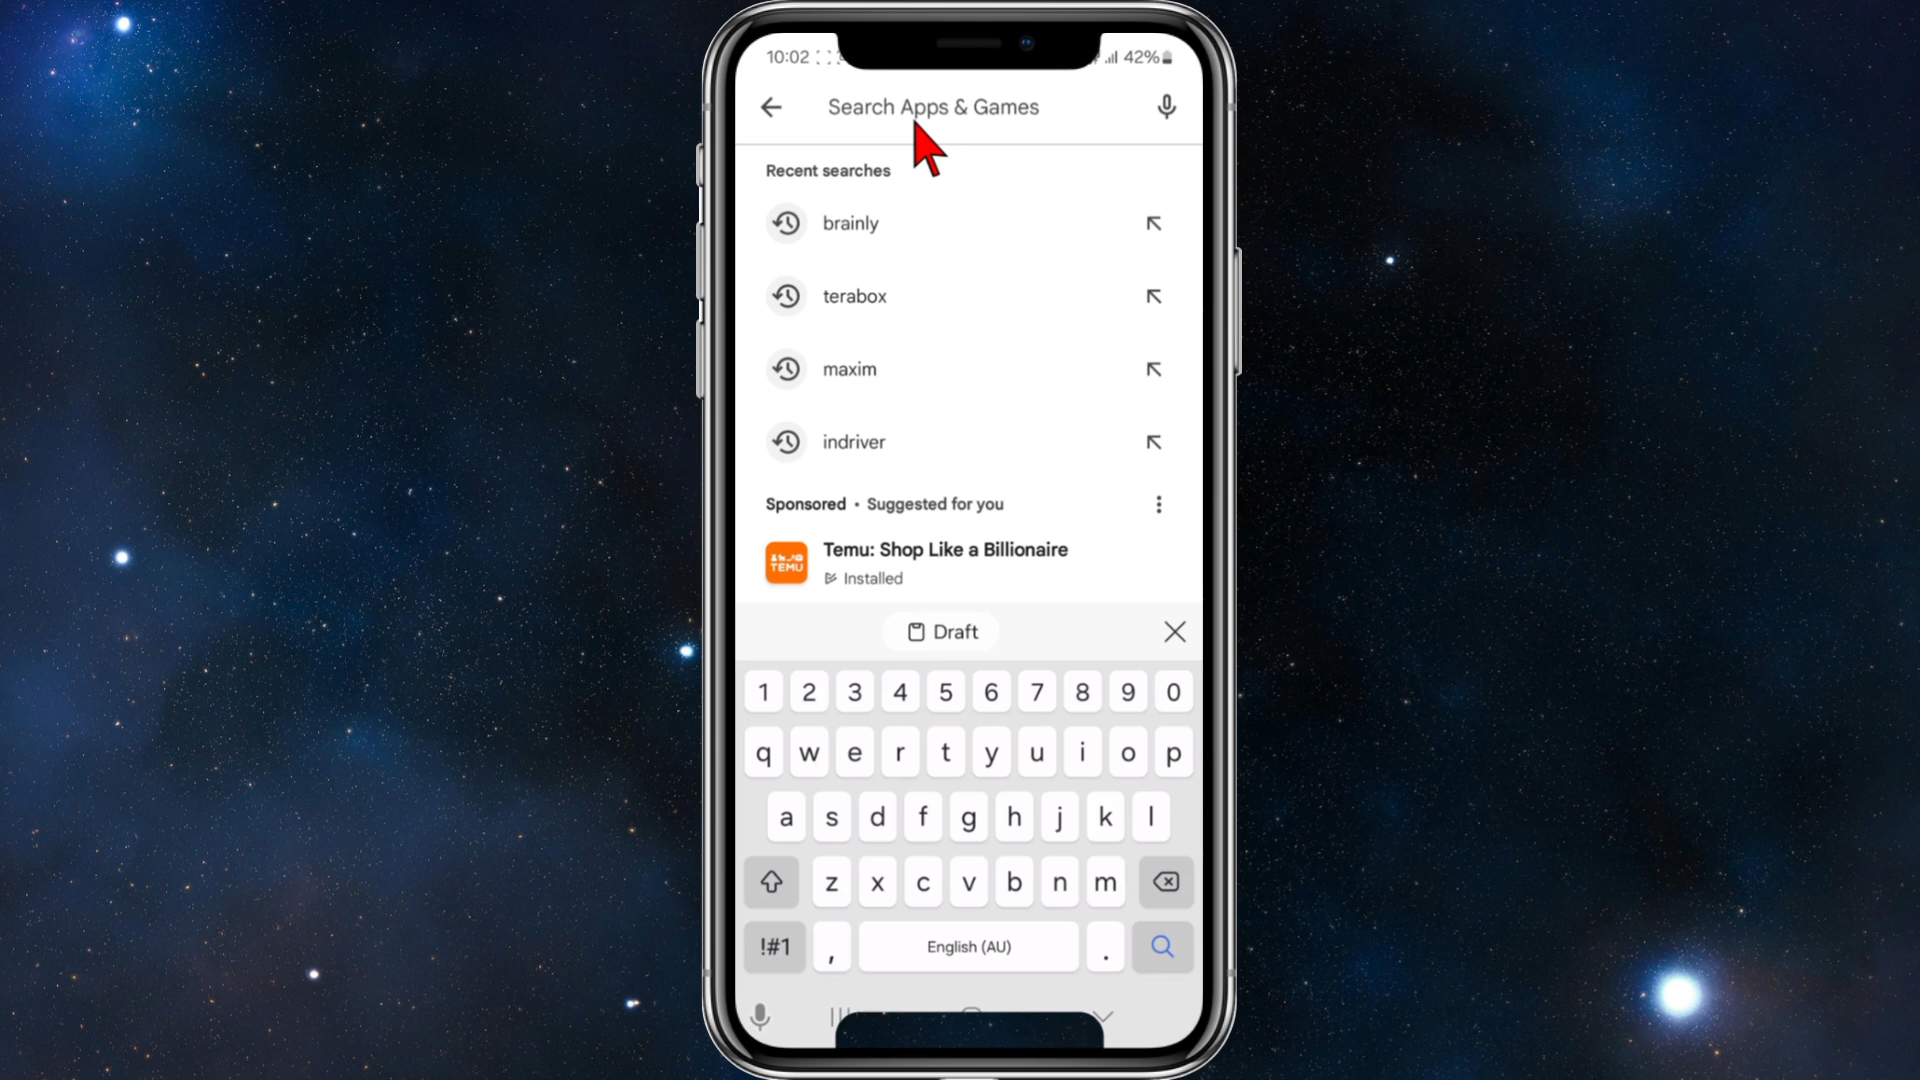 10:02 42%
Search Apps & Games
Recent searches
brainly
terabox
maxim
indriver
Sponsored • Suggested for you
Temu: Shop Like a Billionaire
TEMU
Installed
Draft
1 2 3 4 5 6 7 8 9 0
q w e r t y u i o p
a s d f g h j k l
z x c v b n m
!#1 , English (AU) .